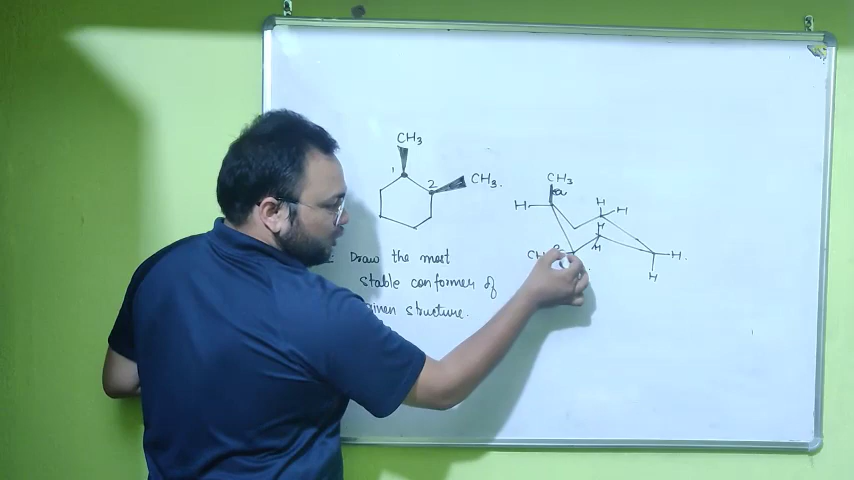 CH3
1
2
CH3.
Draw the most
stable conformer of
given structure.
CH3
a
H
H
H
H
H
H.
H